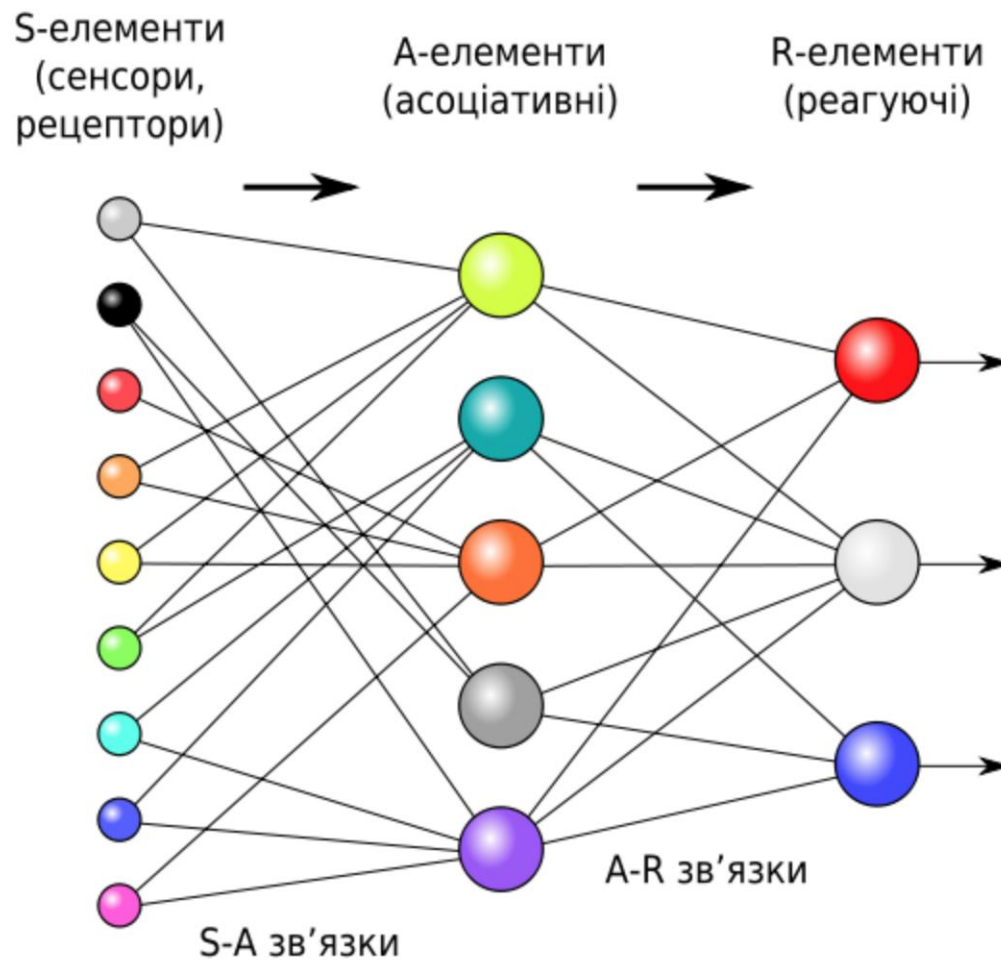 S-елементи
(сенсори,
рецептори)
А-елементи
(асоціативні)
R-елементи
(реагуючі)
A-R зв’язки
S-A зв’язки